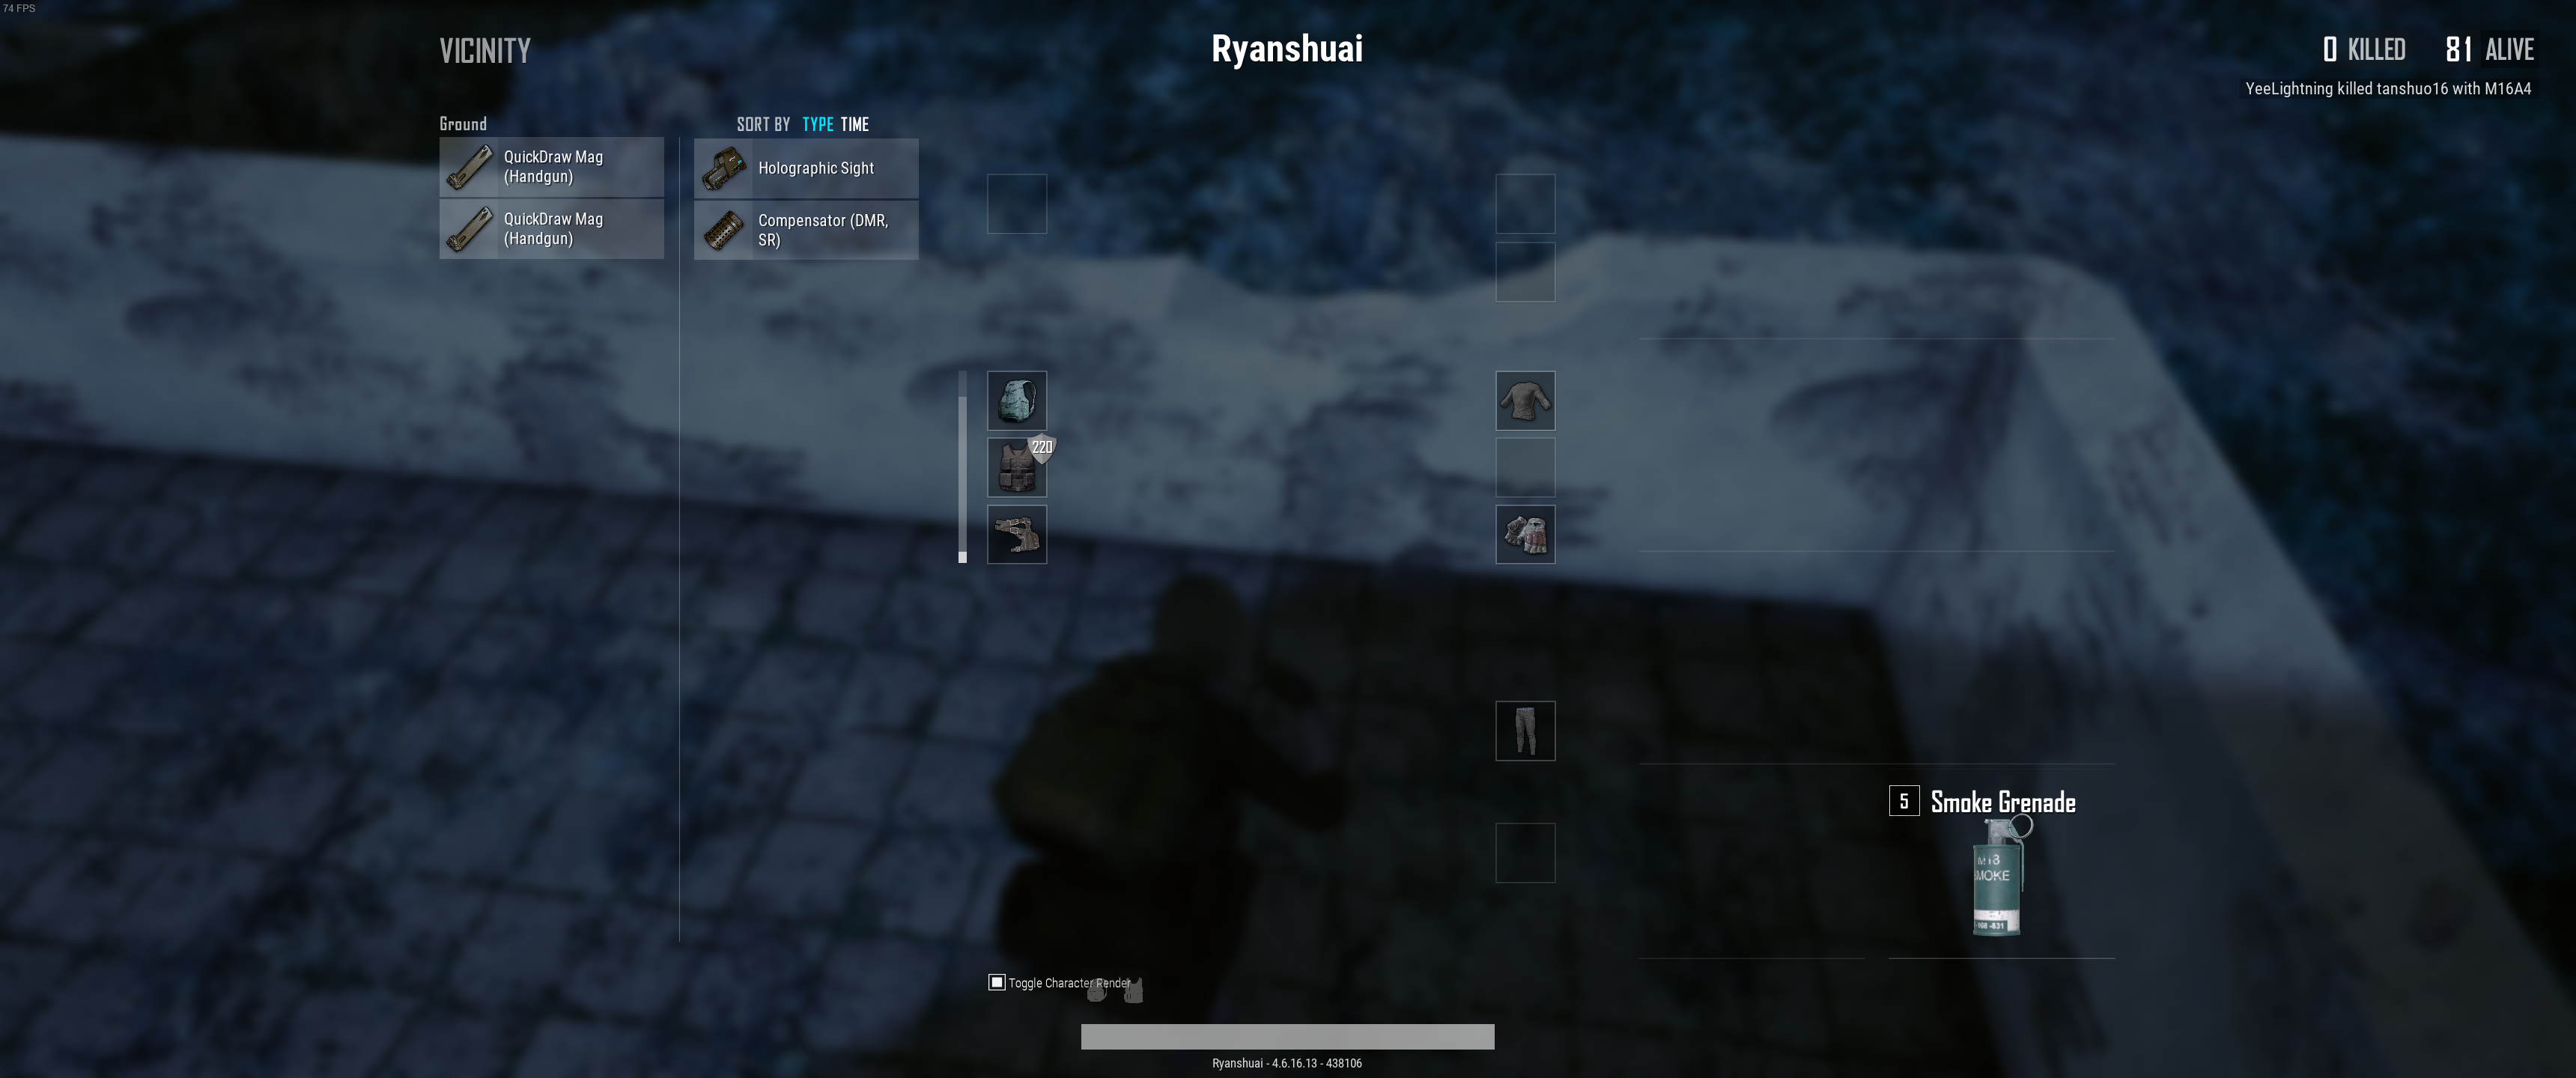 74 FPS
VICINITY
Ryanshuai
0 KILLED 81 ALIVE
YeeLightning killed tanshuo16 with M16A4
Ground
SORT BY TYPE TIME
QuickDraw Mag
(Handgun)
QuickDraw Mag
(Handgun)
Holographic Sight
Compensator (DMR,
SR)
220
5 Smoke Grenade
M18
SMOKE
Toggle Character Render
Ryanshuai - 4.6.16.13 - 438106